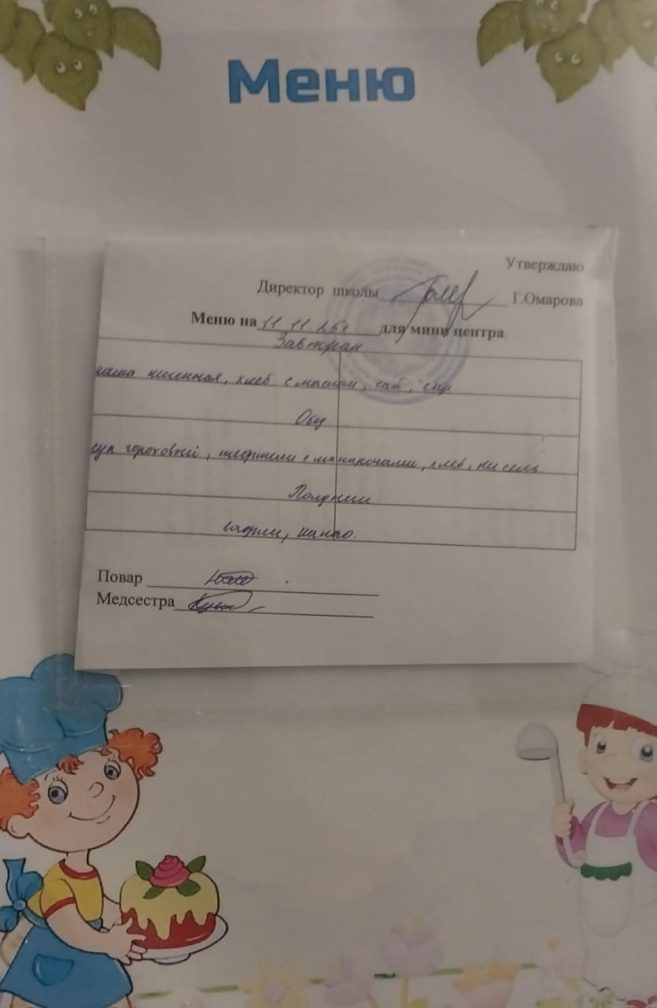 Меню
Утверждаю
Директор школы Г.Омарова
Меню на 11.11.25г. для мини центра
Завтрак
каша пшенная, хлеб с маслом, чай, сыр
Обед
суп гороховый, тефтели с макаронами, хлеб, кисель
Полдник
вафли, какао
Повар
Медсестра